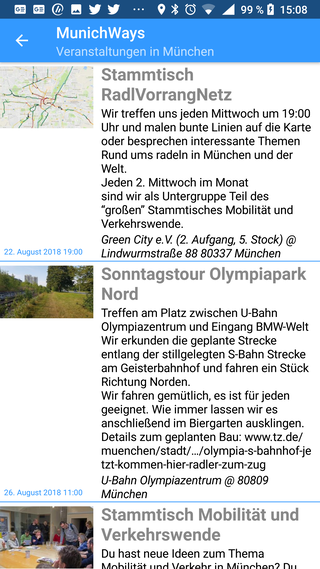 99 % 15:08
MunichWays
Veranstaltungen in München
Stammtisch
RadlVorrangNetz
Wir treffen uns jeden Mittwoch um 19:00
Uhr und malen bunte Linien auf die Karte
oder besprechen interessante Themen
Rund ums radeln in München und der
Welt.
Jeden 2. Mittwoch im Monat
sind wir als Untergruppe Teil des
“großen” Stammtisches Mobilität und
Verkehrswende.
Green City e.V. (2. Aufgang, 5. Stock) @
Lindwurmstraße 88 80337 München
22. August 2018 19:00
Sonntagstour Olympiapark
Nord
Treffen am Platz zwischen U-Bahn
Olympiazentrum und Eingang BMW-Welt
Wir erkunden die geplante Strecke
entlang der stillgelegten S-Bahn Strecke
am Geisterbahnhof und fahren ein Stück
Richtung Norden.
Wir fahren gemütlich, es ist für jeden
geeignet. Wie immer lassen wir es
anschließend im Biergarten ausklingen.
Details zum geplanten Bau: www.tz.de/
muenchen/stadt/…/olympia-s-bahnhof-je
tzt-kommen-hier-radler-zum-zug
U-Bahn Olympiazentrum @ 80809
München
26. August 2018 11:00
Stammtisch Mobilität und
Verkehrswende
Du hast neue Ideen zum Thema
Mobilität und Verkehr in München? Du